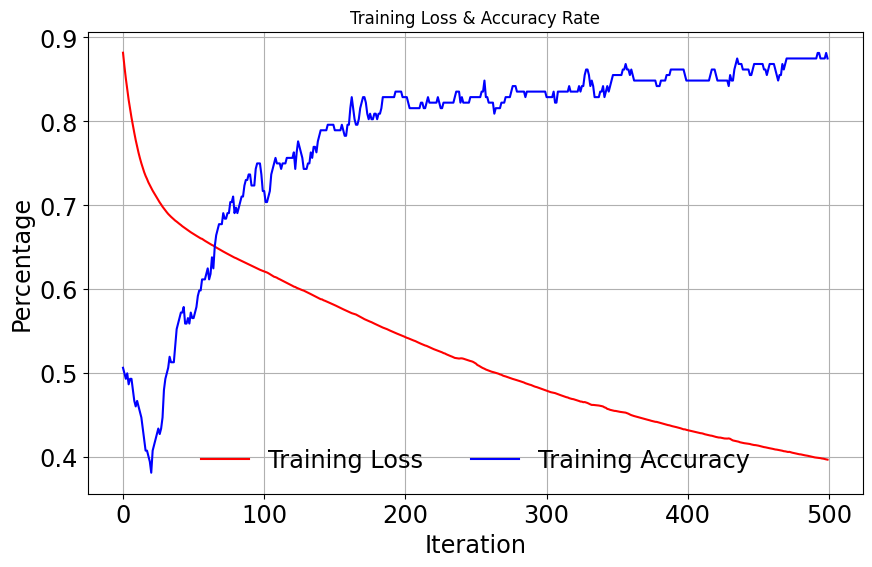 Training Loss & Accuracy Rate
0.9
0.8
0.7
0.6
0.5
0.4
Percentage
Training Loss Training Accuracy
0 100 200 300 400 500
Iteration